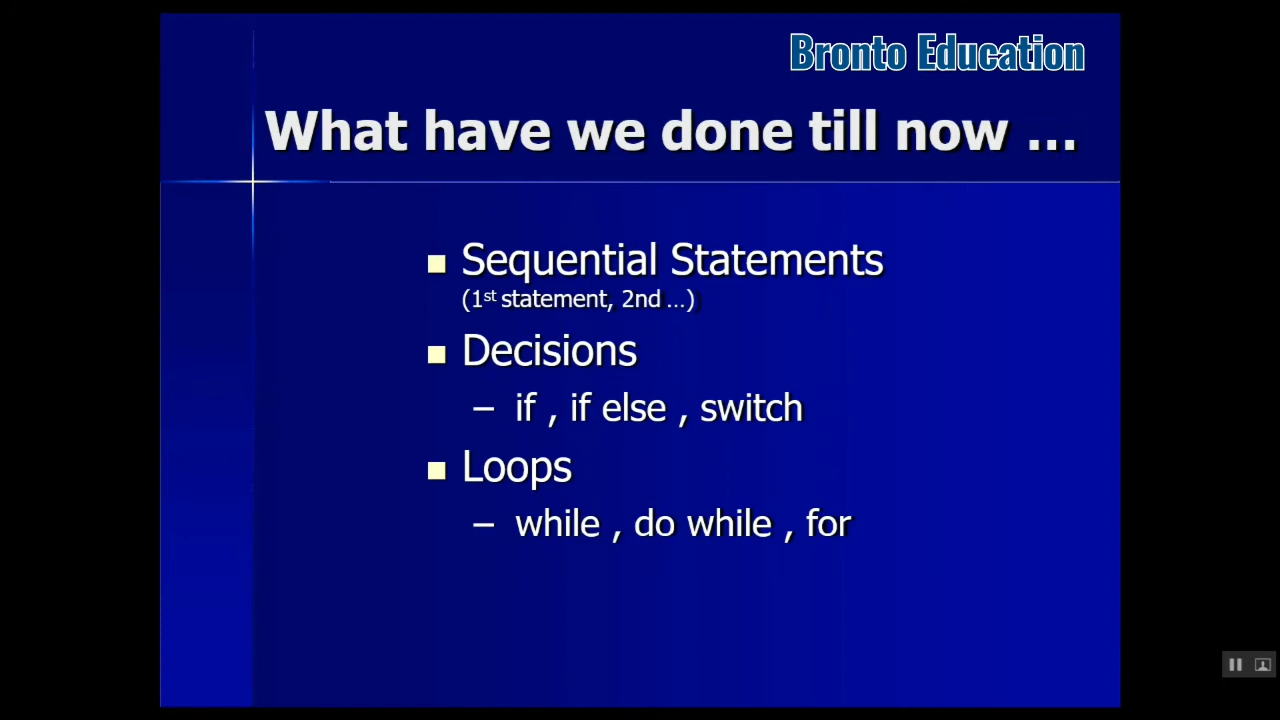 Bronto Education
What have we done till now ...
Sequential Statements
(1st statement, 2nd ...)
Decisions
– if , if else , switch
Loops
– while , do while , for